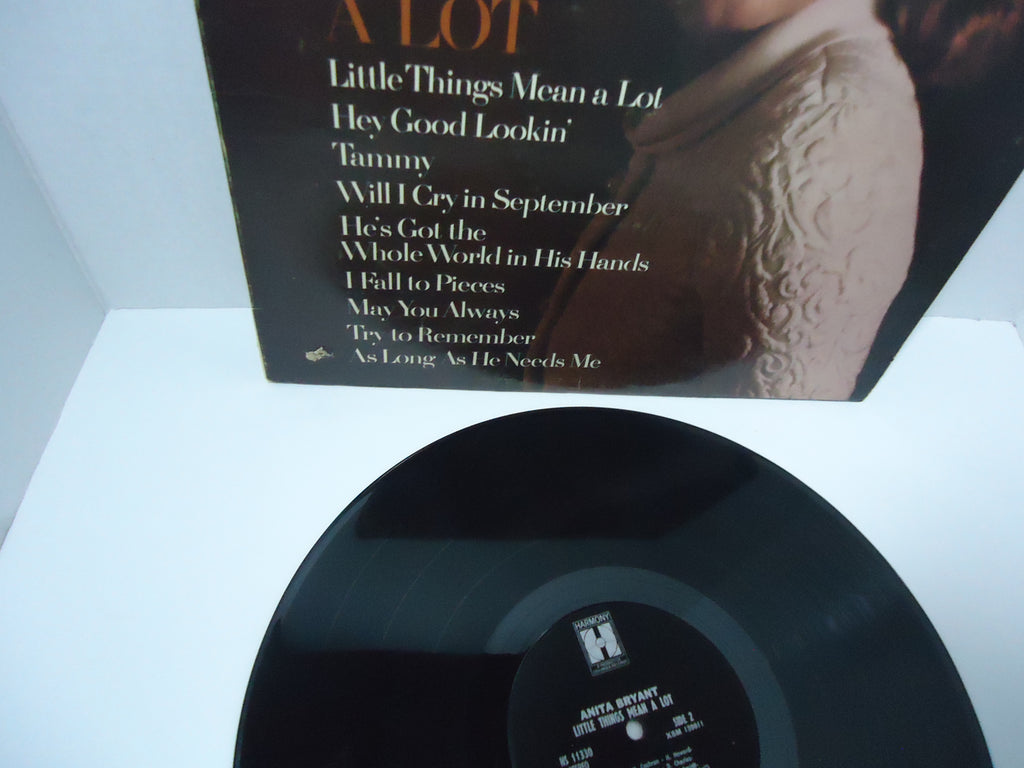 A LOT
Little Things Mean a Lot
Hey Good Lookin'
Tammy
Will I Cry in September
He's Got the
Whole World in His Hands
I Fall to Pieces
May You Always
Try to Remember
As Long As He Needs Me
HARMONY
ANITA BRYANT
LITTLE THINGS MEAN A LOT
SIDE 2
HS 11330